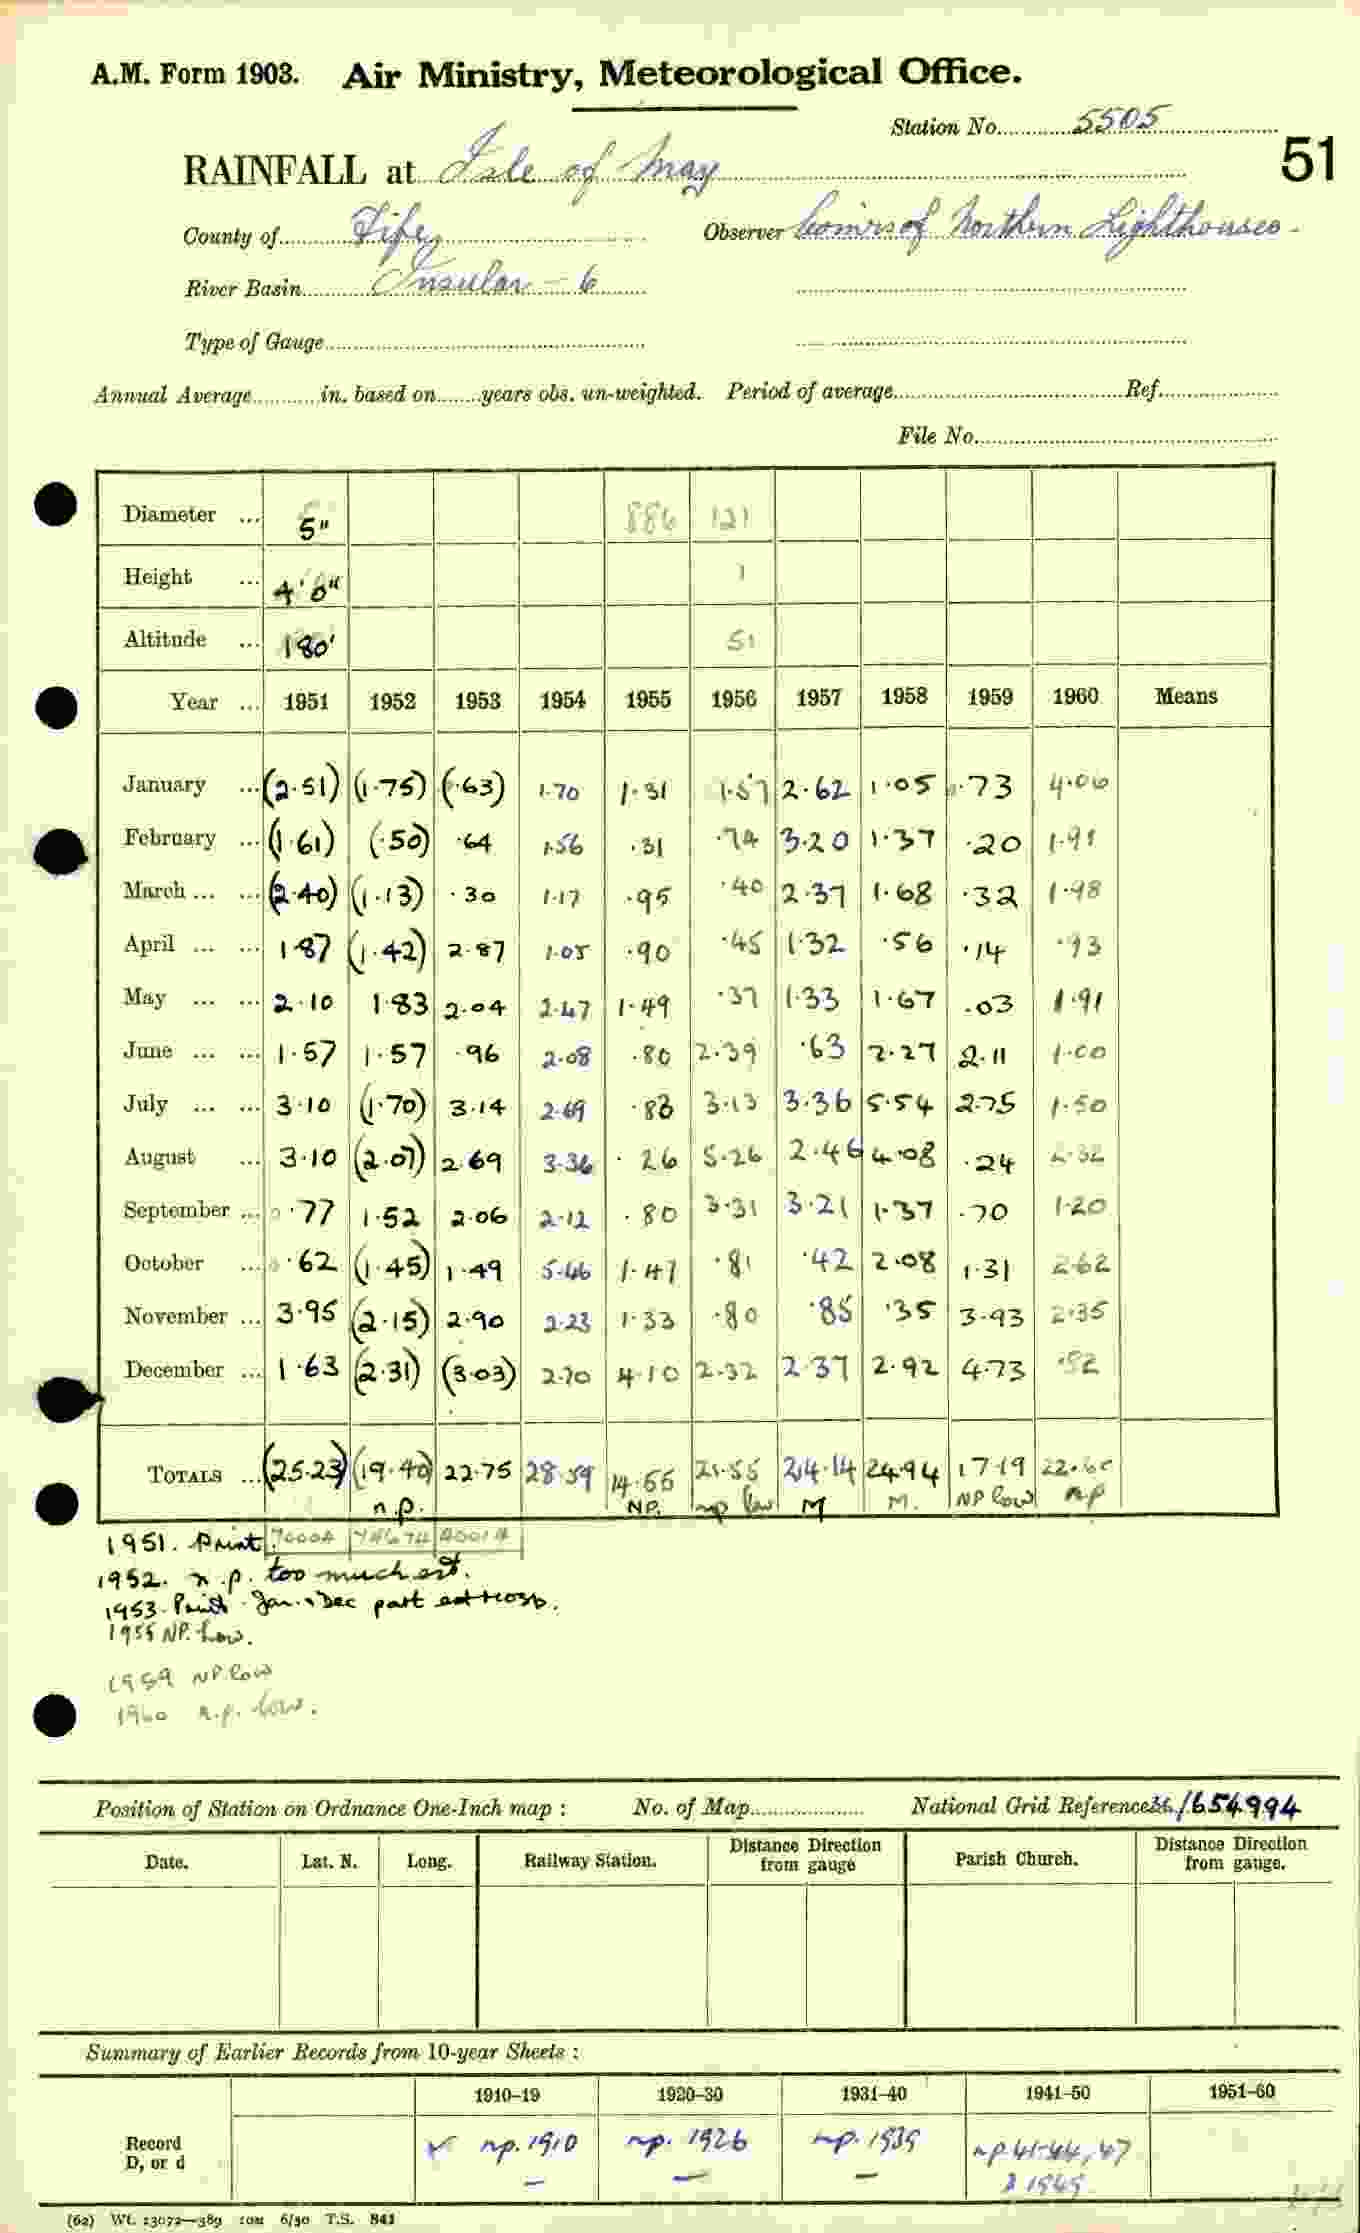 A.M. Form 1903. Air Ministry, Meteorological Office.
Station No. 5505
51
RAINFALL at Isle of May
County of Fife Observer Comrs of Northern Lighthouses.
River Basin Insular - 6
Type of Gauge
Annual Average in. based on years obs. un-weighted. Period of average Ref.
File No.
Diameter ... 5" 886 121
Height ... 4'0" 1
Altitude ... 180' 51
Year ... 1951 1952 1953 1954 1955 1956 1957 1958 1959 1960 Means
January ... (2.51) (1.75) (.63) 1.70 1.31 1.57 2.62 1.05 0.73 4.06
February ... (1.61) (.50) .64 1.56 .31 .74 3.20 1.37 .20 1.91
March ... ... (2.40) (1.13) .30 1.17 .95 .40 2.37 1.68 .32 1.98
April ... ... 1.87 (1.42) 2.87 1.05 .90 .45 1.32 .56 .14 .93
May ... ... 2.10 1.83 2.04 2.47 1.49 .37 1.33 1.67 .03 1.91
June ... ... 1.57 1.57 .96 2.08 .80 2.39 .63 2.27 2.11 1.00
July ... ... 3.10 (1.70) 3.14 2.69 .83 3.13 3.36 5.54 2.75 1.50
August ... 3.10 (2.07) 2.69 3.36 .26 5.26 2.46 4.08 .24 2.32
September ... 0.77 1.52 2.06 2.12 .80 3.31 3.21 1.37 .70 1.20
October ... 0.62 (1.45) 1.49 5.46 1.47 .81 .42 2.08 1.31 2.62
November ... 3.95 (2.15) 2.90 2.23 1.33 .80 .85 .35 3.93 2.35
December ... 1.63 (2.31) (3.03) 2.70 4.10 2.32 2.37 2.92 4.73 .82
TOTALS ... (25.23) (19.40) 22.75 28.59 14.55 21.55 24.14 24.94 17.19 22.60
n.p. NP. np low M M. NP low np
1951. Print.
1952. n.p. too much est.
1953. Print. Jan. & Dec part
1955 NP. Low.
1959 NP low
1960 n.p. low.
Position of Station on Ordnance One-Inch map : No. of Map National Grid Reference 36/654994
Date. Lat. N. Long. Railway Station. Distance from Direction gauge Parish Church. Distance from Direction gauge.
Summary of Earlier Records from 10-year Sheets :
1910–19 1920–30 1931–40 1941–50 1951–60
Record D, or d ✓ np. 1910 np. 1926 np. 1939 np 41-44, 47
& 1949
(62) Wt. 23072—389 10M 6/50 T.S. 841